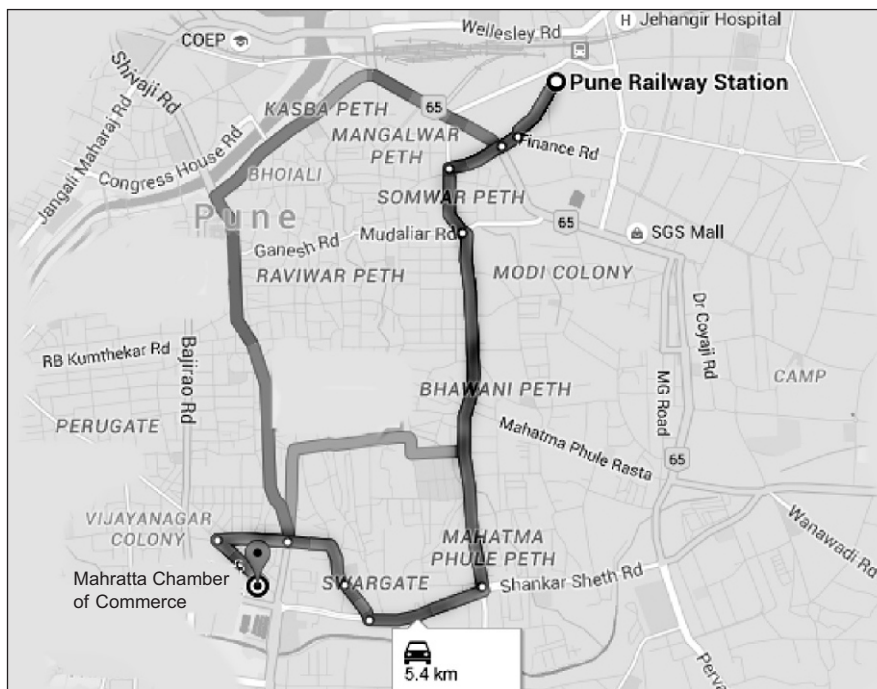 Wellesley Rd
H Jehangir Hospital
COEP
Shivaji Rd
Pune Railway Station
65
KASBA PETH
MANGALWAR
PETH
Finance Rd
Jangali Maharaj Rd
Congress House Rd
BHOIALI
SOMWAR PETH
Pune
65
SGS Mall
Ganesh Rd
Mudaliar Rd
RAVIWAR PETH
MODI COLONY
Dr Coyaji Rd
RB Kumthekar Rd
Bajirao Rd
MG Road
CAMP
BHAWANI PETH
PERUGATE
Mahatma Phule Rasta
65
VIJAYANAGAR
COLONY
MAHATMA
PHULE PETH
Wanawadi Rd
Mahratta Chamber
of Commerce
SWARGATE
Shankar Sheth Rd
5.4 km